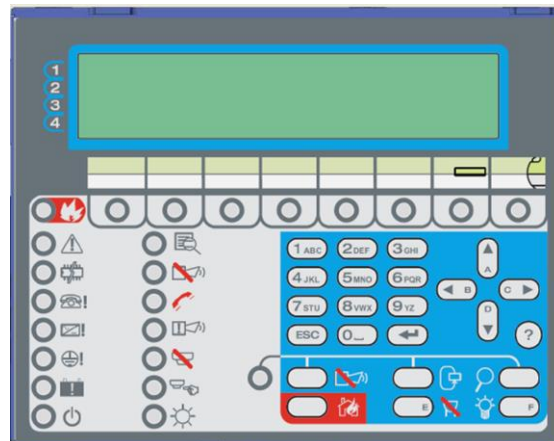 1
2
3
4
1 ABC 2 DEF 3 GHI
4 JKL 5 MNO 6 PQR
7 STU 8 VWX 9 YZ
ESC 0_
A
B C
D
?
!
!
!
!
E F